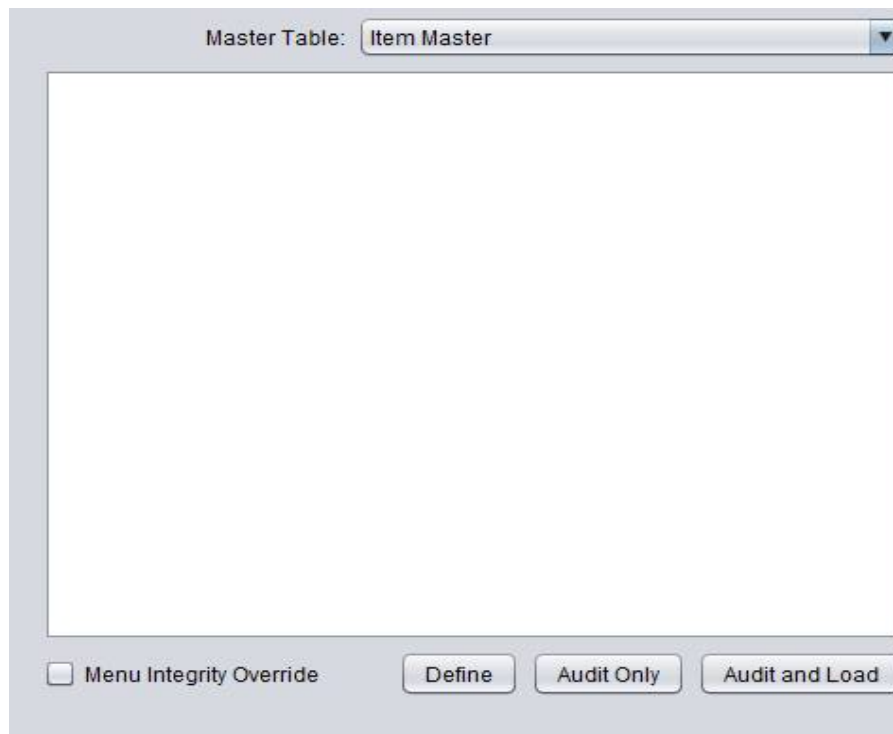 Master Table: Item Master
Menu Integrity Override Define Audit Only Audit and Load